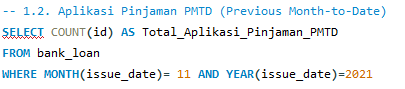 -- 1.2. Aplikasi Pinjaman PMTD (Previous Month-to-Date)
SELECT COUNT(id) AS Total_Aplikasi_Pinjaman_PMTD
FROM bank_loan
WHERE MONTH(issue_date)= 11 AND YEAR(issue_date)=2021